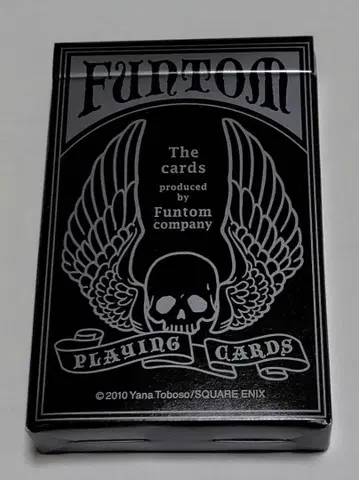 FUNTOM
The
cards
produced
by
Funtom
company
PLAYING CARDS
© 2010 Yana Toboso/SQUARE ENIX